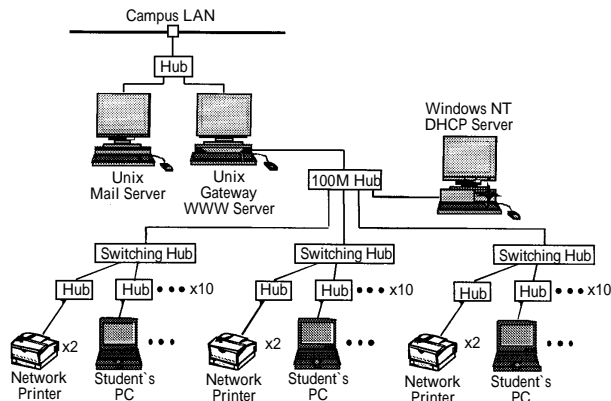 Campus LAN
Hub
Unix
Mail Server
Unix
Gateway
WWW Server
Windows NT
DHCP Server
100M Hub
Switching Hub
Switching Hub
Switching Hub
Hub
Hub
•••x10
Hub
Hub
•••x10
Hub
Hub
•••x10
x2
•••
x2
•••
x2
•••
Network
Printer
Student`s
PC
Network
Printer
Student`s
PC
Network
Printer
Student`s
PC